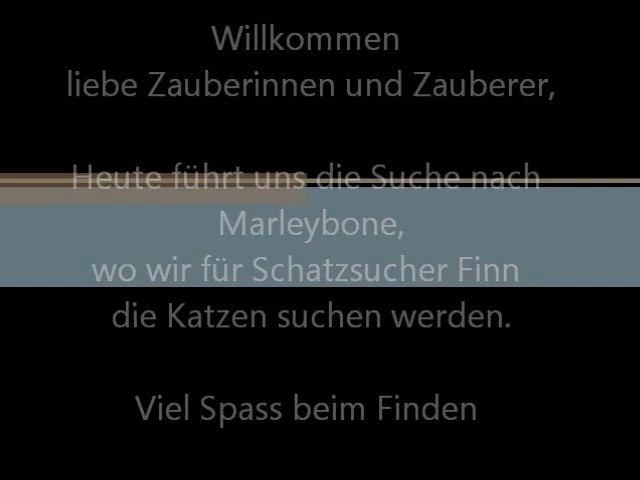 Willkommen
liebe Zauberinnen und Zauberer,
Heute führt uns die Suche nach
Marleybone,
wo wir für Schatzsucher Finn
die Katzen suchen werden.
Viel Spass beim Finden